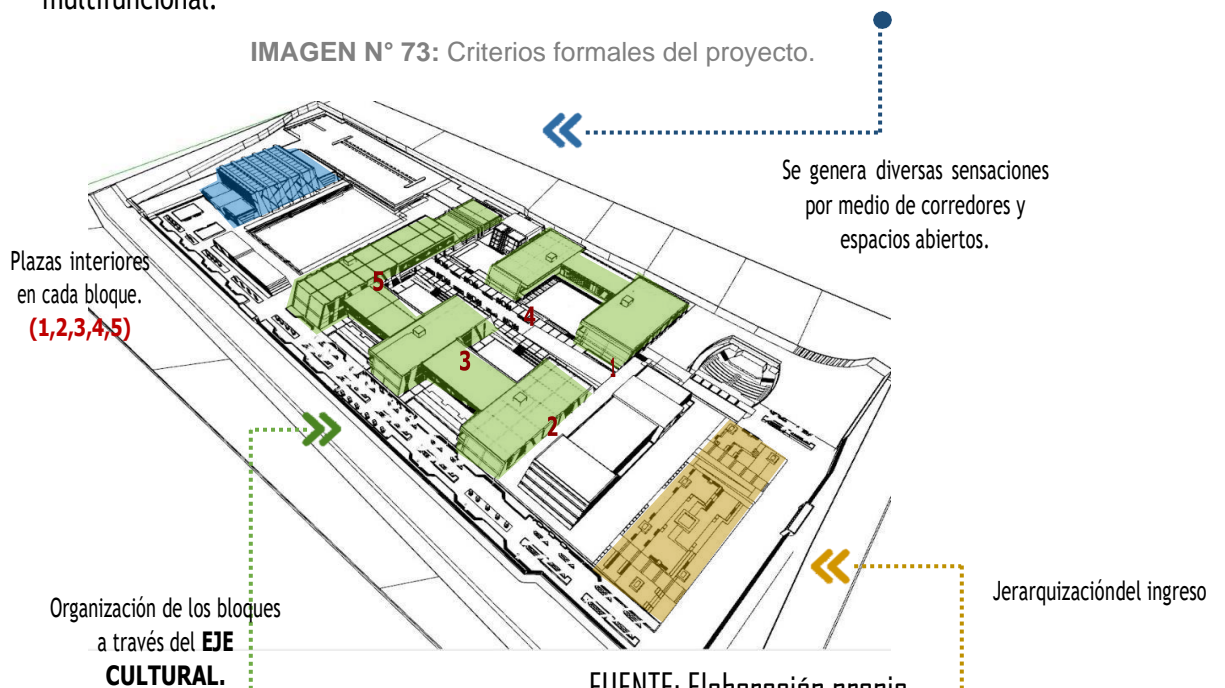 multifuncional.
IMAGEN N° 73: Criterios formales del proyecto.
Se genera diversas sensaciones
por medio de corredores y
espacios abiertos.
Plazas interiores
en cada bloque.
(1,2,3,4,5)
5
4
3
1
2
Organización de los bloques
a través del EJE
CULTURAL.
Jerarquizacióndel ingreso
FUENTE: Elaboración propia